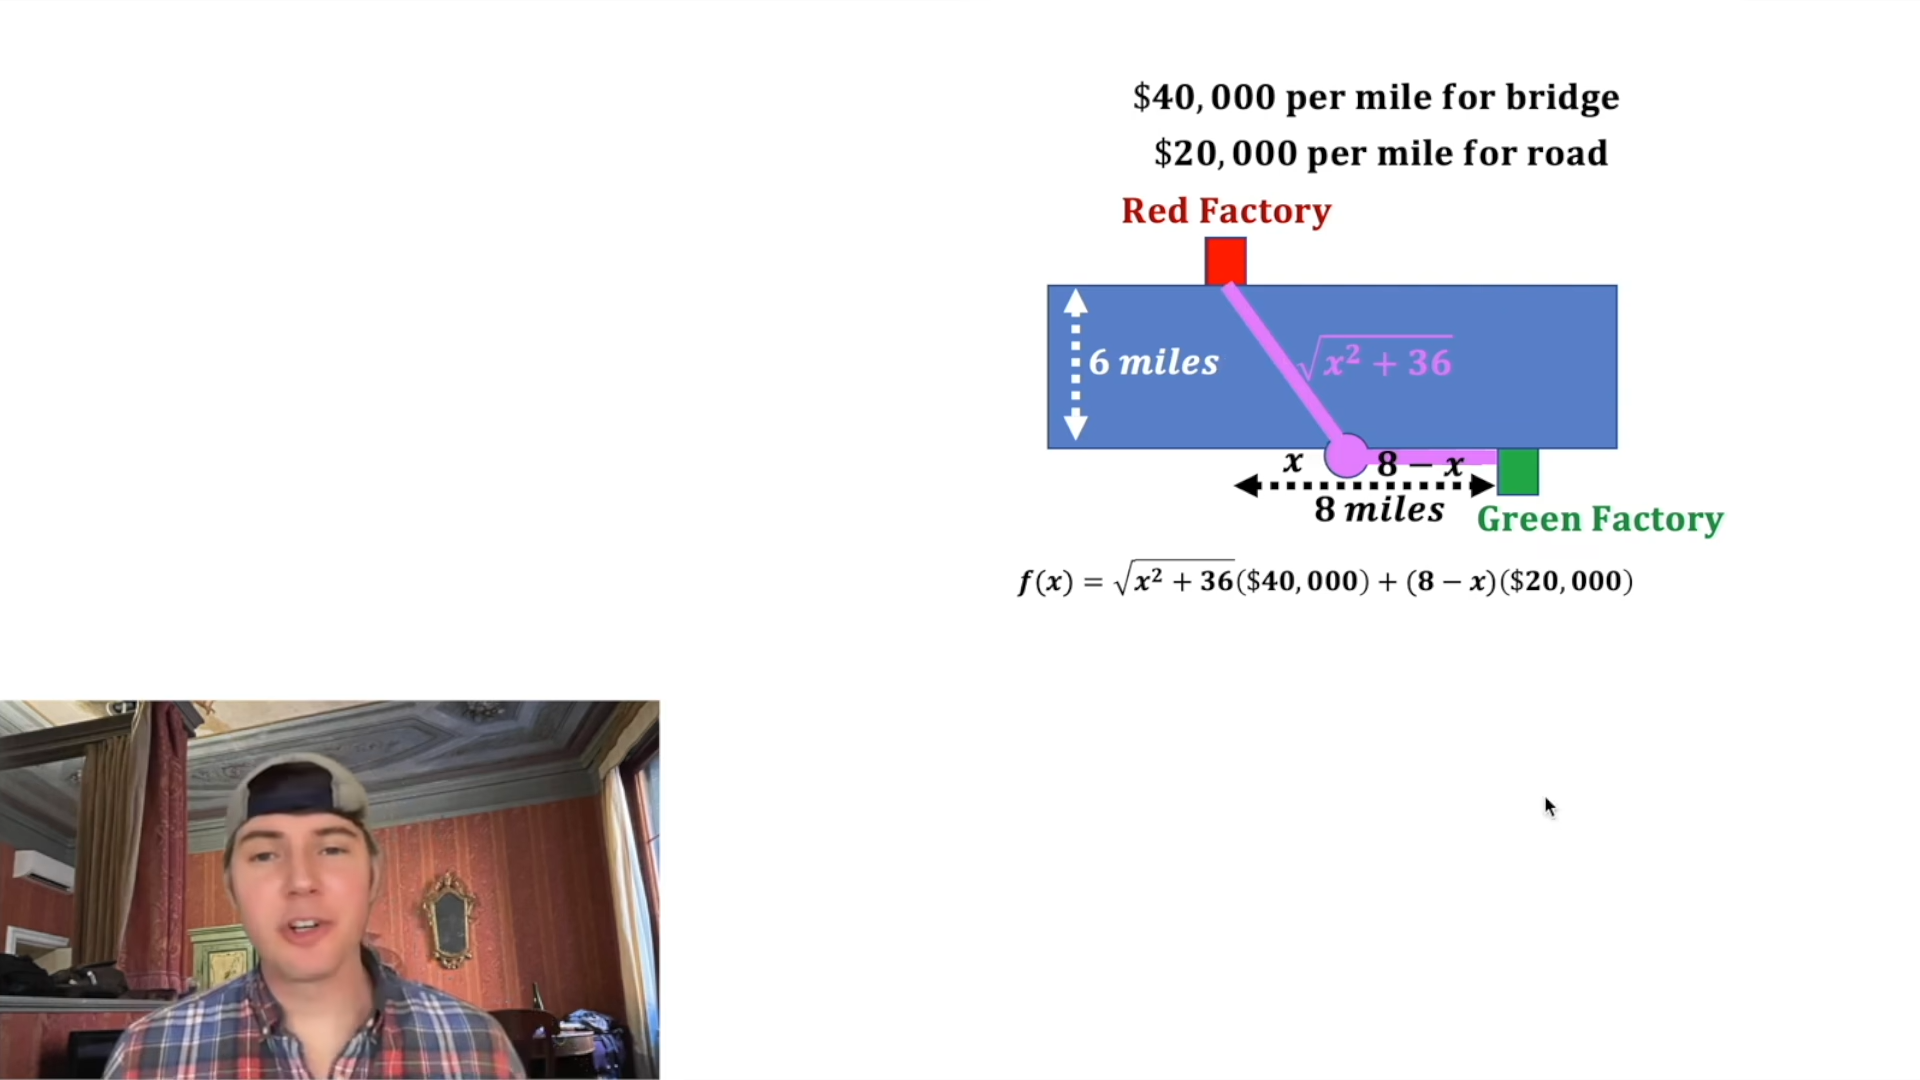 $40,000 per mile for bridge
$20,000 per mile for road
Red Factory
6 miles
√x² + 36
x
8 − x
8 miles
Green Factory
f(x) = √x² + 36($40,000) + (8 − x)($20,000)